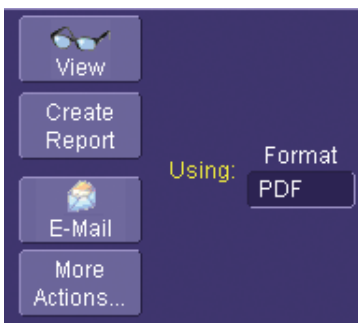 View
Create
Report
Using:
Format
PDF
E-Mail
More
Actions...